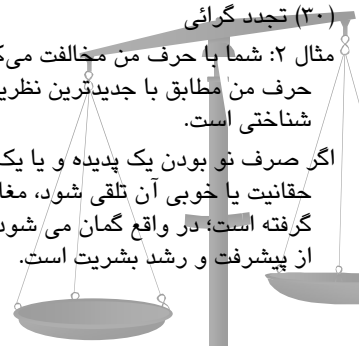 (۳۰) تجدد گرائی
مثال ۲: شما با حرف من مخالفت می‌ک
حرف من مطابق با جدیدترین نظری
شناختی است.
اگر صرف نو بودن یک پدیده و یا یک
حقانیت یا خوبی آن تلقی شود، مغا
گرفته است؛ در واقع گمان می شود
از پیشرفت و رشد بشریت است.